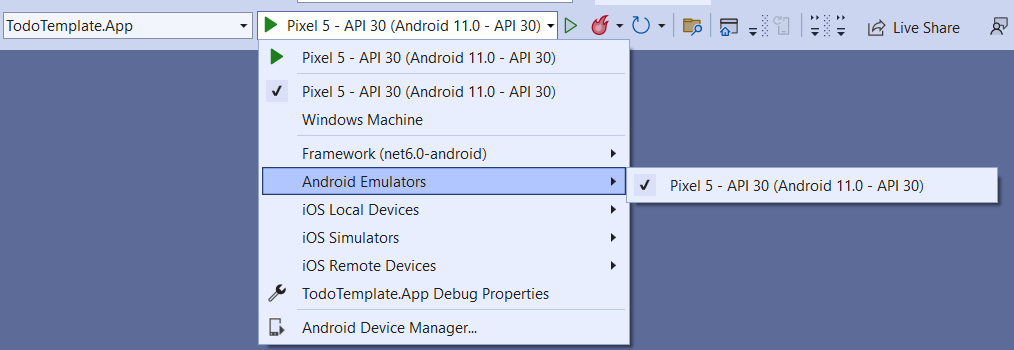 TodoTemplate.App
Pixel 5 - API 30 (Android 11.0 - API 30)
Live Share
Pixel 5 - API 30 (Android 11.0 - API 30)
Pixel 5 - API 30 (Android 11.0 - API 30)
Windows Machine
Framework (net6.0-android)
Android Emulators
Pixel 5 - API 30 (Android 11.0 - API 30)
iOS Local Devices
iOS Simulators
iOS Remote Devices
TodoTemplate.App Debug Properties
Android Device Manager...